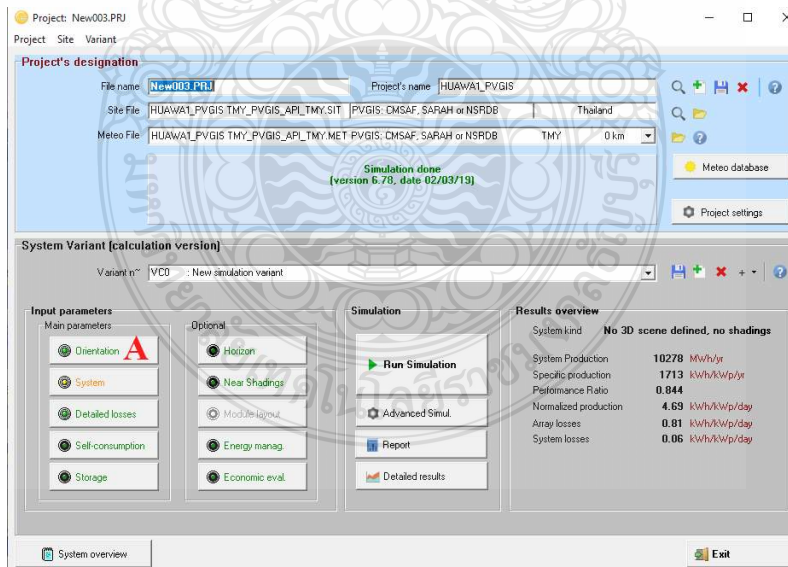 Project: New003.PRJ
Project Site Variant
Project's designation
File name New003.PRJ Project's name HUAWA1_PVGIS
Site File HUAWA1_PVGIS TMY_PVGIS_API_TMY.SIT PVGIS: CMSAF, SARAH or NSRDB Thailand
Meteo File HUAWA1_PVGIS TMY_PVGIS_API_TMY.MET PVGIS: CMSAF, SARAH or NSRDB TMY 0 km
Simulation done
(version 6.78, date 02/03/19)
Meteo database
Project settings
System Variant (calculation version)
Variant n~ VC0 : New simulation variant
Input parameters
Main parameters
Orientation A
System
Detailed losses
Self-consumption
Storage
Optional
Horizon
Near Shadings
Module layout
Energy manag.
Economic eval.
Simulation
Run Simulation
Advanced Simul.
Report
Detailed results
Results overview
System kind No 3D scene defined, no shadings
System Production 10278 MWh/yr
Specific production 1713 kWh/kWp/yr
Performance Ratio 0.844
Normalized production 4.69 kWh/kWp/day
Array losses 0.81 kWh/kWp/day
System losses 0.06 kWh/kWp/day
System overview
Exit